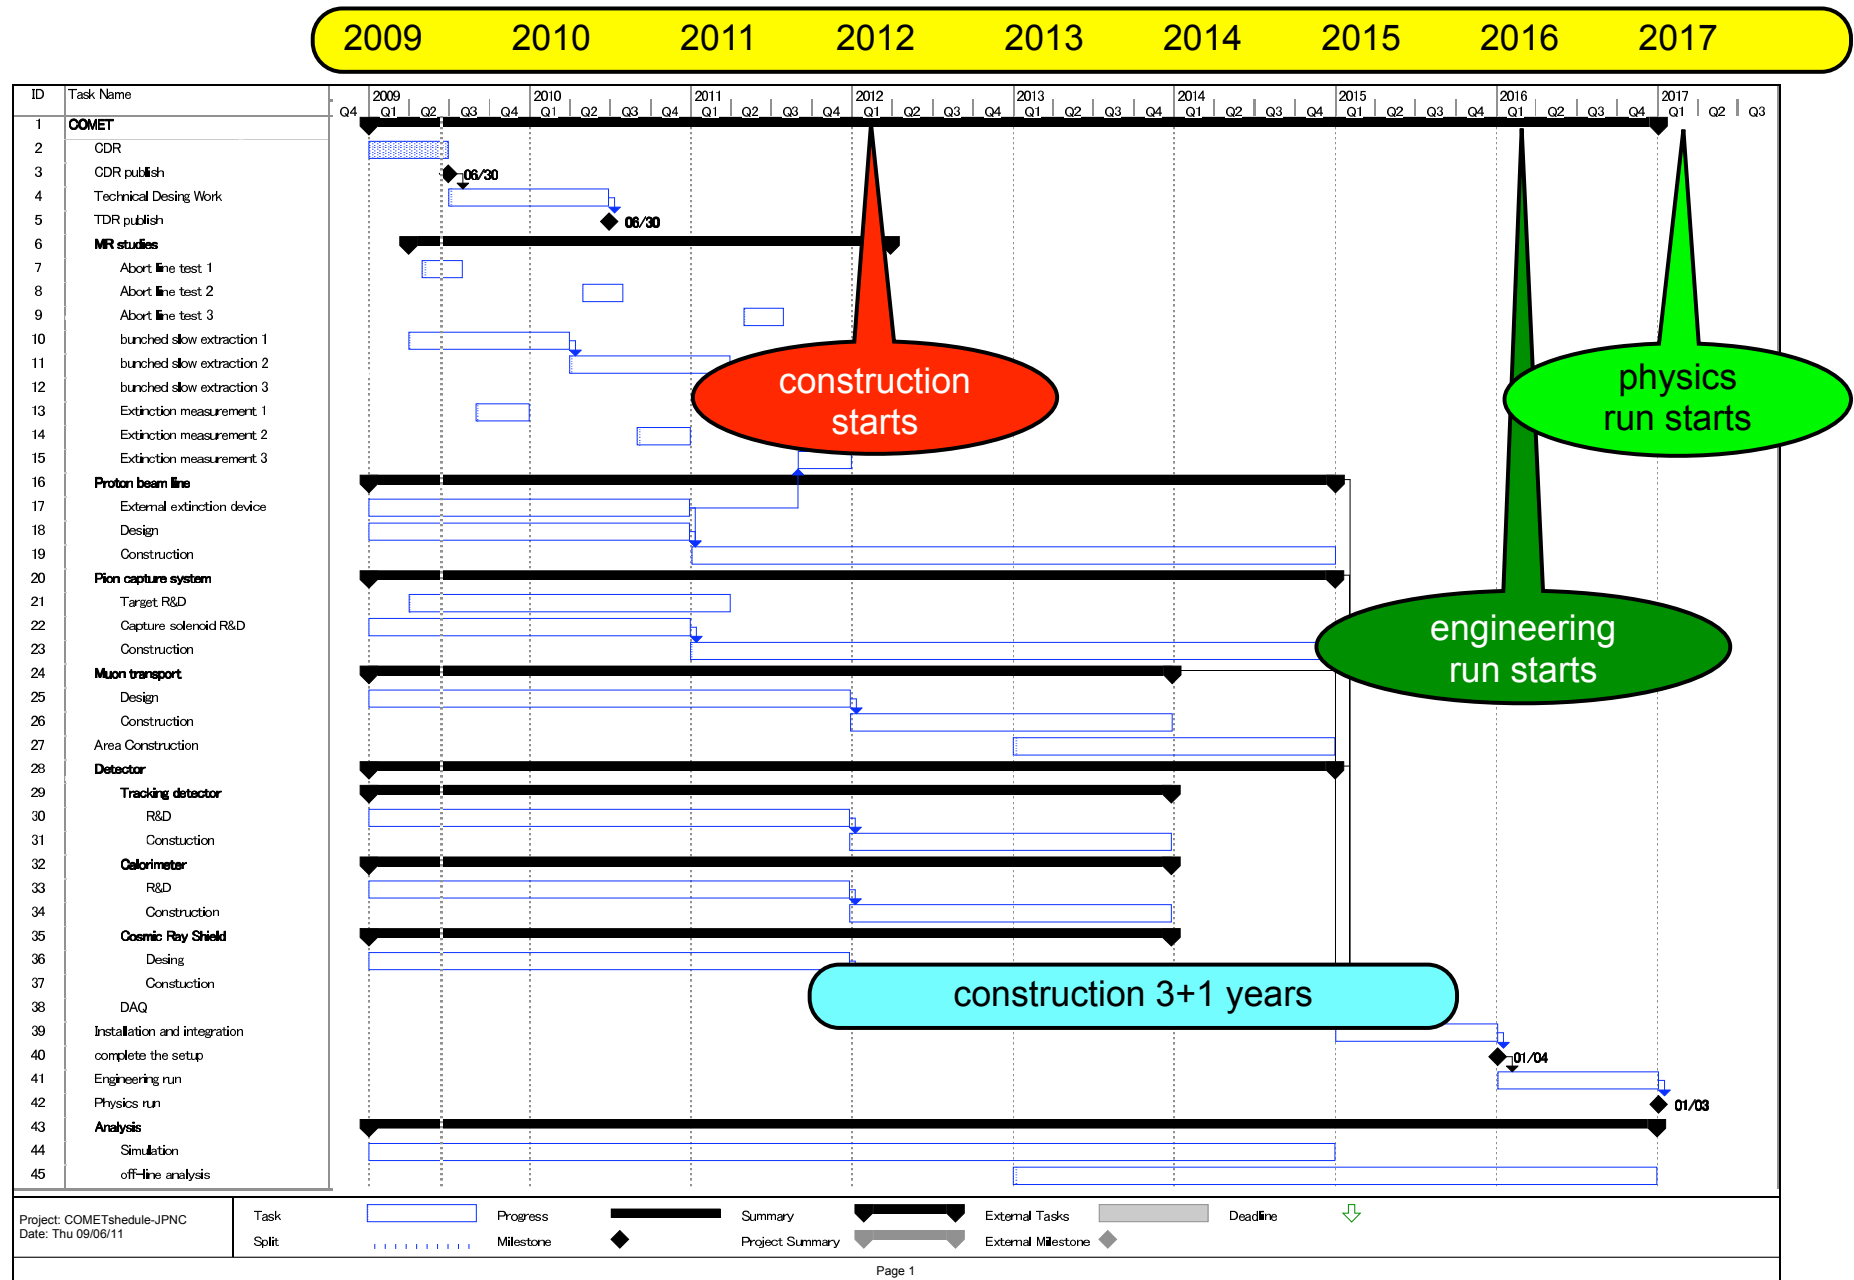 2009 2010 2011 2012 2013 2014 2015 2016 2017
ID Task Name 2009 2010 2011 2012 2013 2014 2015 2016 2017
Q4 Q1 Q2 Q3 Q4 Q1 Q2 Q3 Q4 Q1 Q2 Q3 Q4 Q1 Q2 Q3 Q4 Q1 Q2 Q3 Q4 Q1 Q2 Q3 Q4 Q1 Q2 Q3 Q4 Q1 Q2 Q3 Q4 Q1 Q2 Q3
1 COMET
2 CDR
3 CDR publish 06/30
4 Technical Desing Work
5 TDR publish 06/30
6 MR studies
7 Abort line test 1
8 Abort line test 2
9 Abort line test 3
10 bunched slow extraction 1
11 bunched slow extraction 2
12 bunched slow extraction 3
13 Extinction measurement 1
14 Extinction measurement 2
15 Extinction measurement 3
construction
starts
physics
run starts
16 Proton beam line
17 External extinction device
18 Design
19 Construction
20 Pion capture system
21 Target R&D
22 Capture solenoid R&D
23 Construction
engineering
run starts
24 Muon transport
25 Design
26 Construction
27 Area Construction
28 Detector
29 Tracking detector
30 R&D
31 Constuction
32 Calorimeter
33 R&D
34 Construction
35 Cosmic Ray Shield
36 Desing
37 Constuction
construction 3+1 years
38 DAQ
39 Installation and integration
40 complete the setup 01/04
41 Engineering run
42 Physics run 01/03
43 Analysis
44 Simullation
45 off-line analysis
Project: COMETshedule-JPNC
Date: Thu 09/06/11
Task Progress Summary External Tasks Deadline
Split Milestone Project Summary External Milestone
Page 1